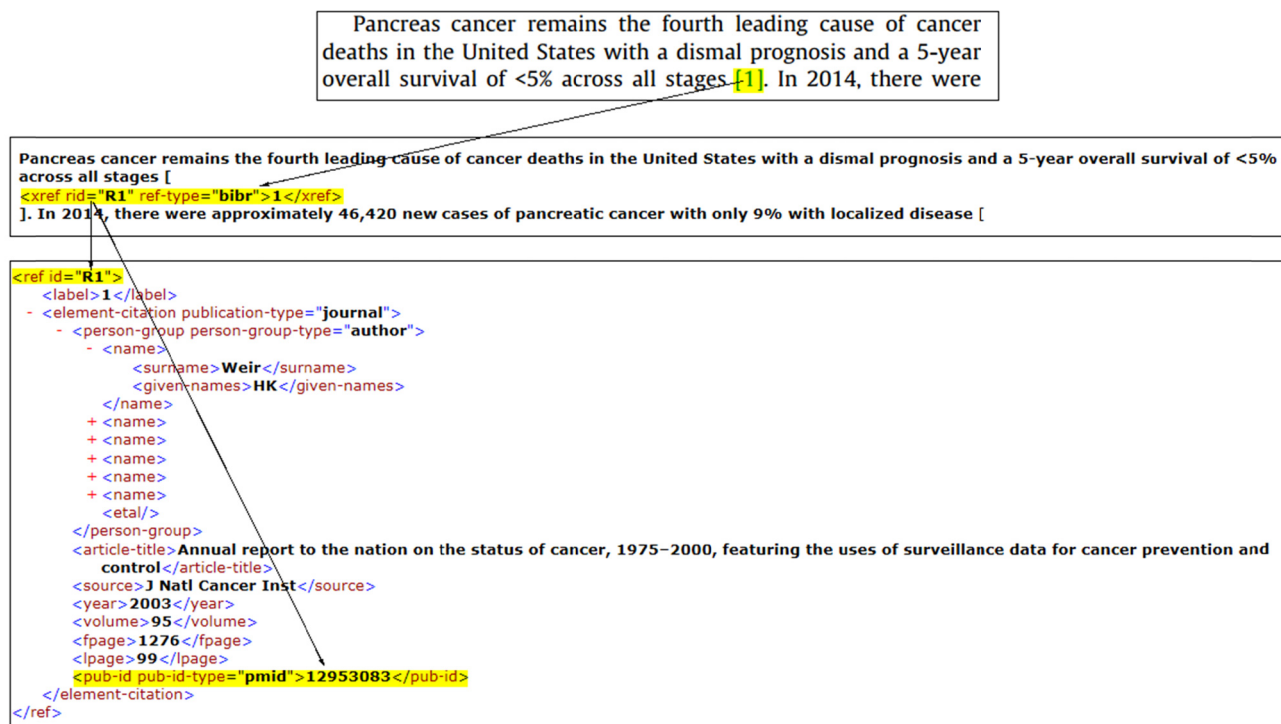 Pancreas cancer remains the fourth leading cause of cancer
deaths in the United States with a dismal prognosis and a 5-year
overall survival of <5% across all stages [1]. In 2014, there were
Pancreas cancer remains the fourth leading cause of cancer deaths in the United States with a dismal prognosis and a 5-year overall survival of <5%
across all stages [
<xref rid="R1" ref-type="bibr">1</xref>
]. In 2014, there were approximately 46,420 new cases of pancreatic cancer with only 9% with localized disease [
<ref id="R1">
<label>1</label>
- <element-citation publication-type="journal">
- <person-group person-group-type="author">
- <name>
<surname>Weir</surname>
<given-names>HK</given-names>
</name>
+ <name>
+ <name>
+ <name>
+ <name>
+ <name>
<etal/>
</person-group>
<article-title>Annual report to the nation on the status of cancer, 1975–2000, featuring the uses of surveillance data for cancer prevention and
control</article-title>
<source>J Natl Cancer Inst</source>
<year>2003</year>
<volume>95</volume>
<fpage>1276</fpage>
<lpage>99</lpage>
<pub-id pub-id-type="pmid">12953083</pub-id>
</element-citation>
</ref>